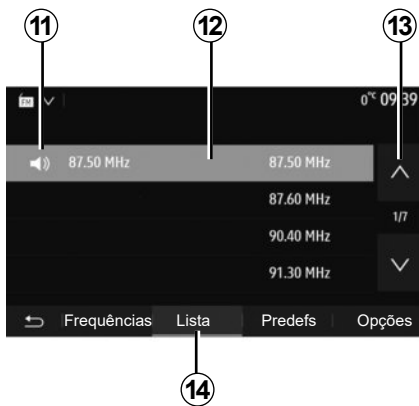 11 12 13
FM 0°C 09:39
87.50 MHz 87.50 MHz
87.60 MHz
1/7
90.40 MHz
91.30 MHz
Frequências Lista Predefs Opções
14